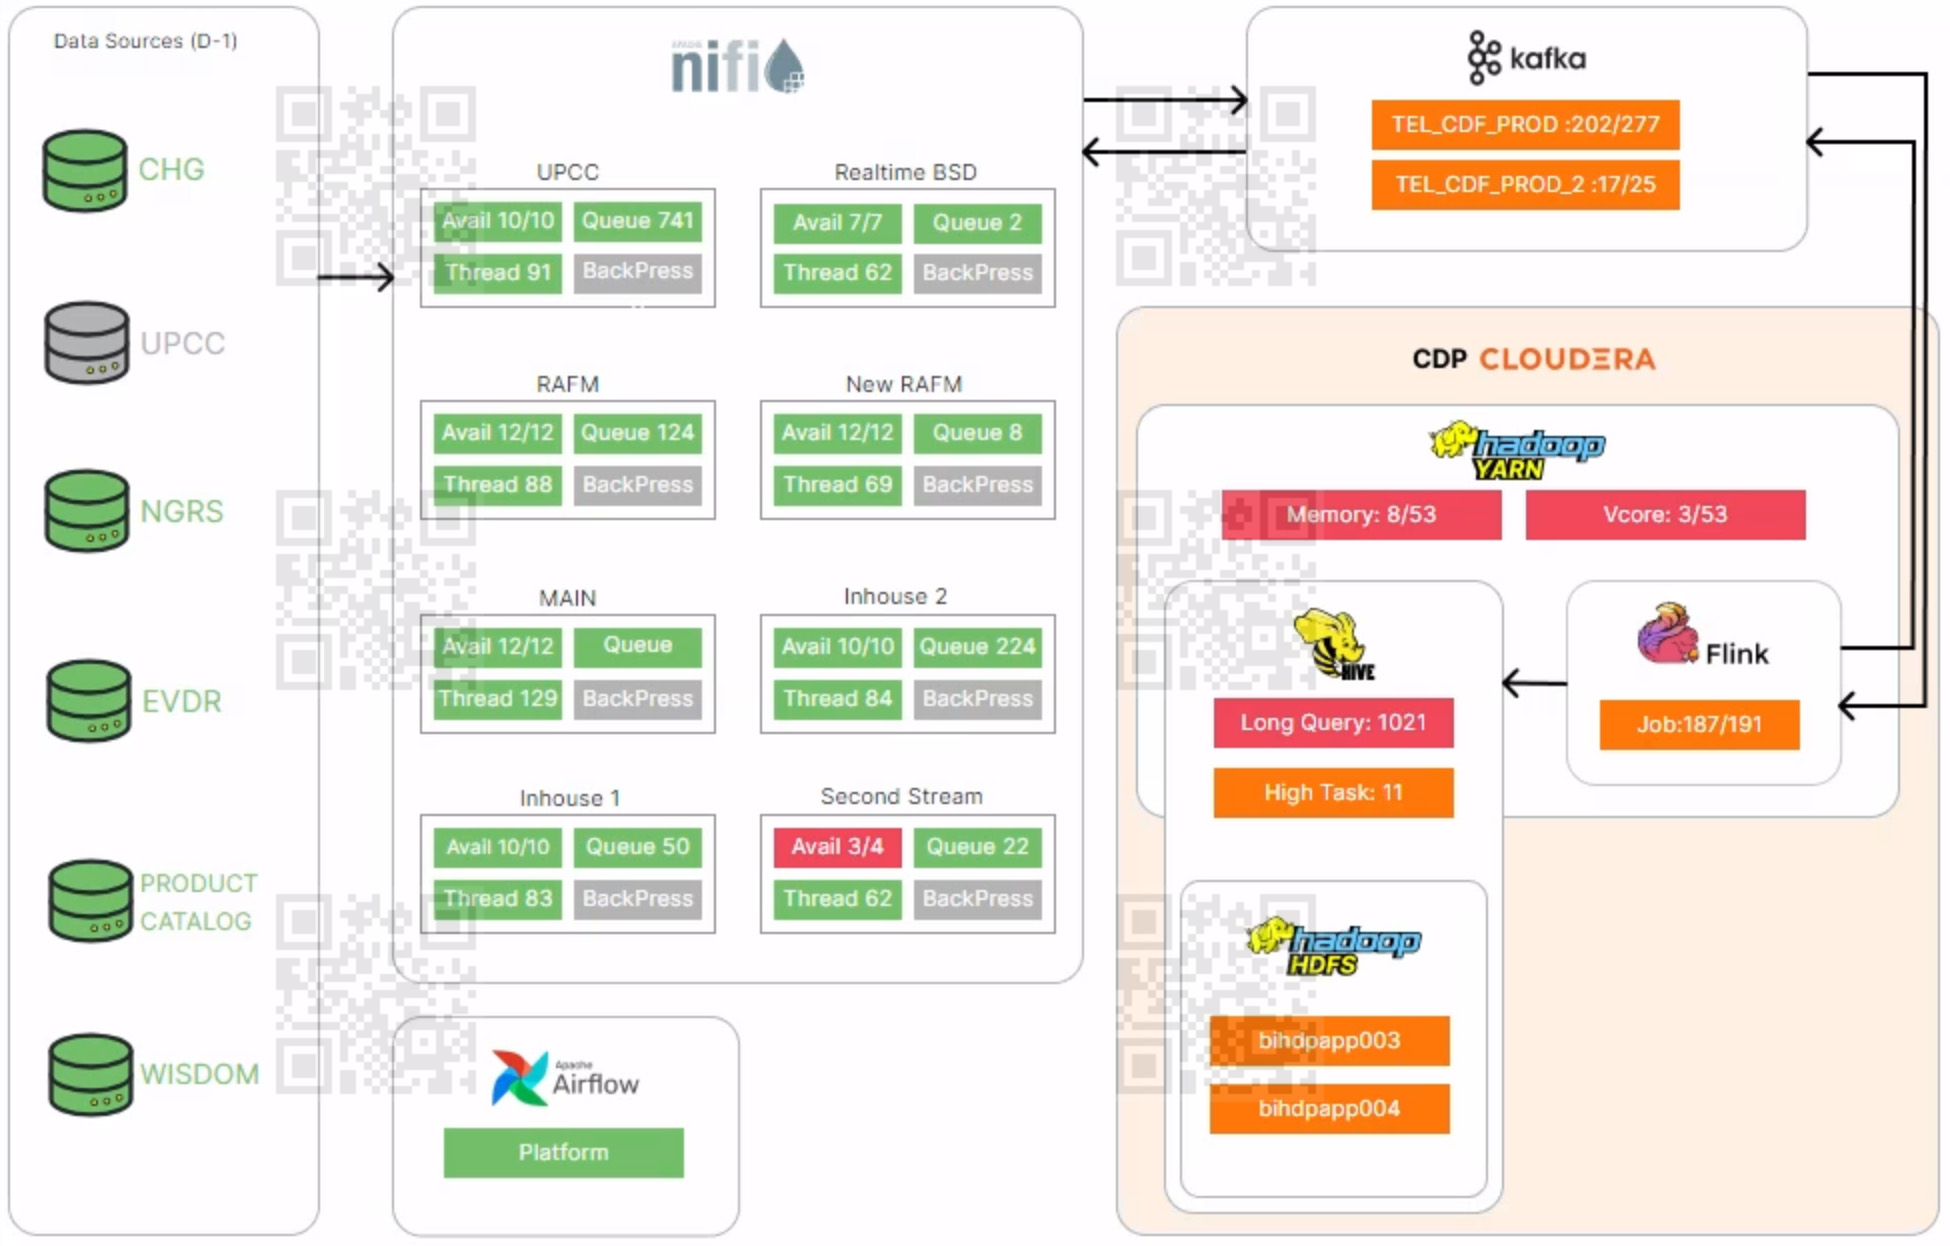 Data Sources (D-1)
CHG
UPCC
NGRS
EVDR
PRODUCT
CATALOG
WISDOM
APACHE
nifi
UPCC
Avail 10/10
Queue 741
Thread 91
BackPress
Realtime BSD
Avail 7/7
Queue 2
Thread 62
BackPress
RAFM
Avail 12/12
Queue 124
Thread 88
BackPress
New RAFM
Avail 12/12
Queue 8
Thread 69
BackPress
MAIN
Avail 12/12
Queue
Thread 129
BackPress
Inhouse 2
Avail 10/10
Queue 224
Thread 84
BackPress
Inhouse 1
Avail 10/10
Queue 50
Thread 83
BackPress
Second Stream
Avail 3/4
Queue 22
Thread 62
BackPress
Apache
Airflow
Platform
kafka
TEL_CDF_PROD :202/277
TEL_CDF_PROD_2 :17/25
CDP CLOUDERA
hadoop
YARN
Memory: 8/53
Vcore: 3/53
HIVE
Long Query: 1021
High Task: 11
Flink
Job:187/191
hadoop
HDFS
bihdpapp003
bihdpapp004